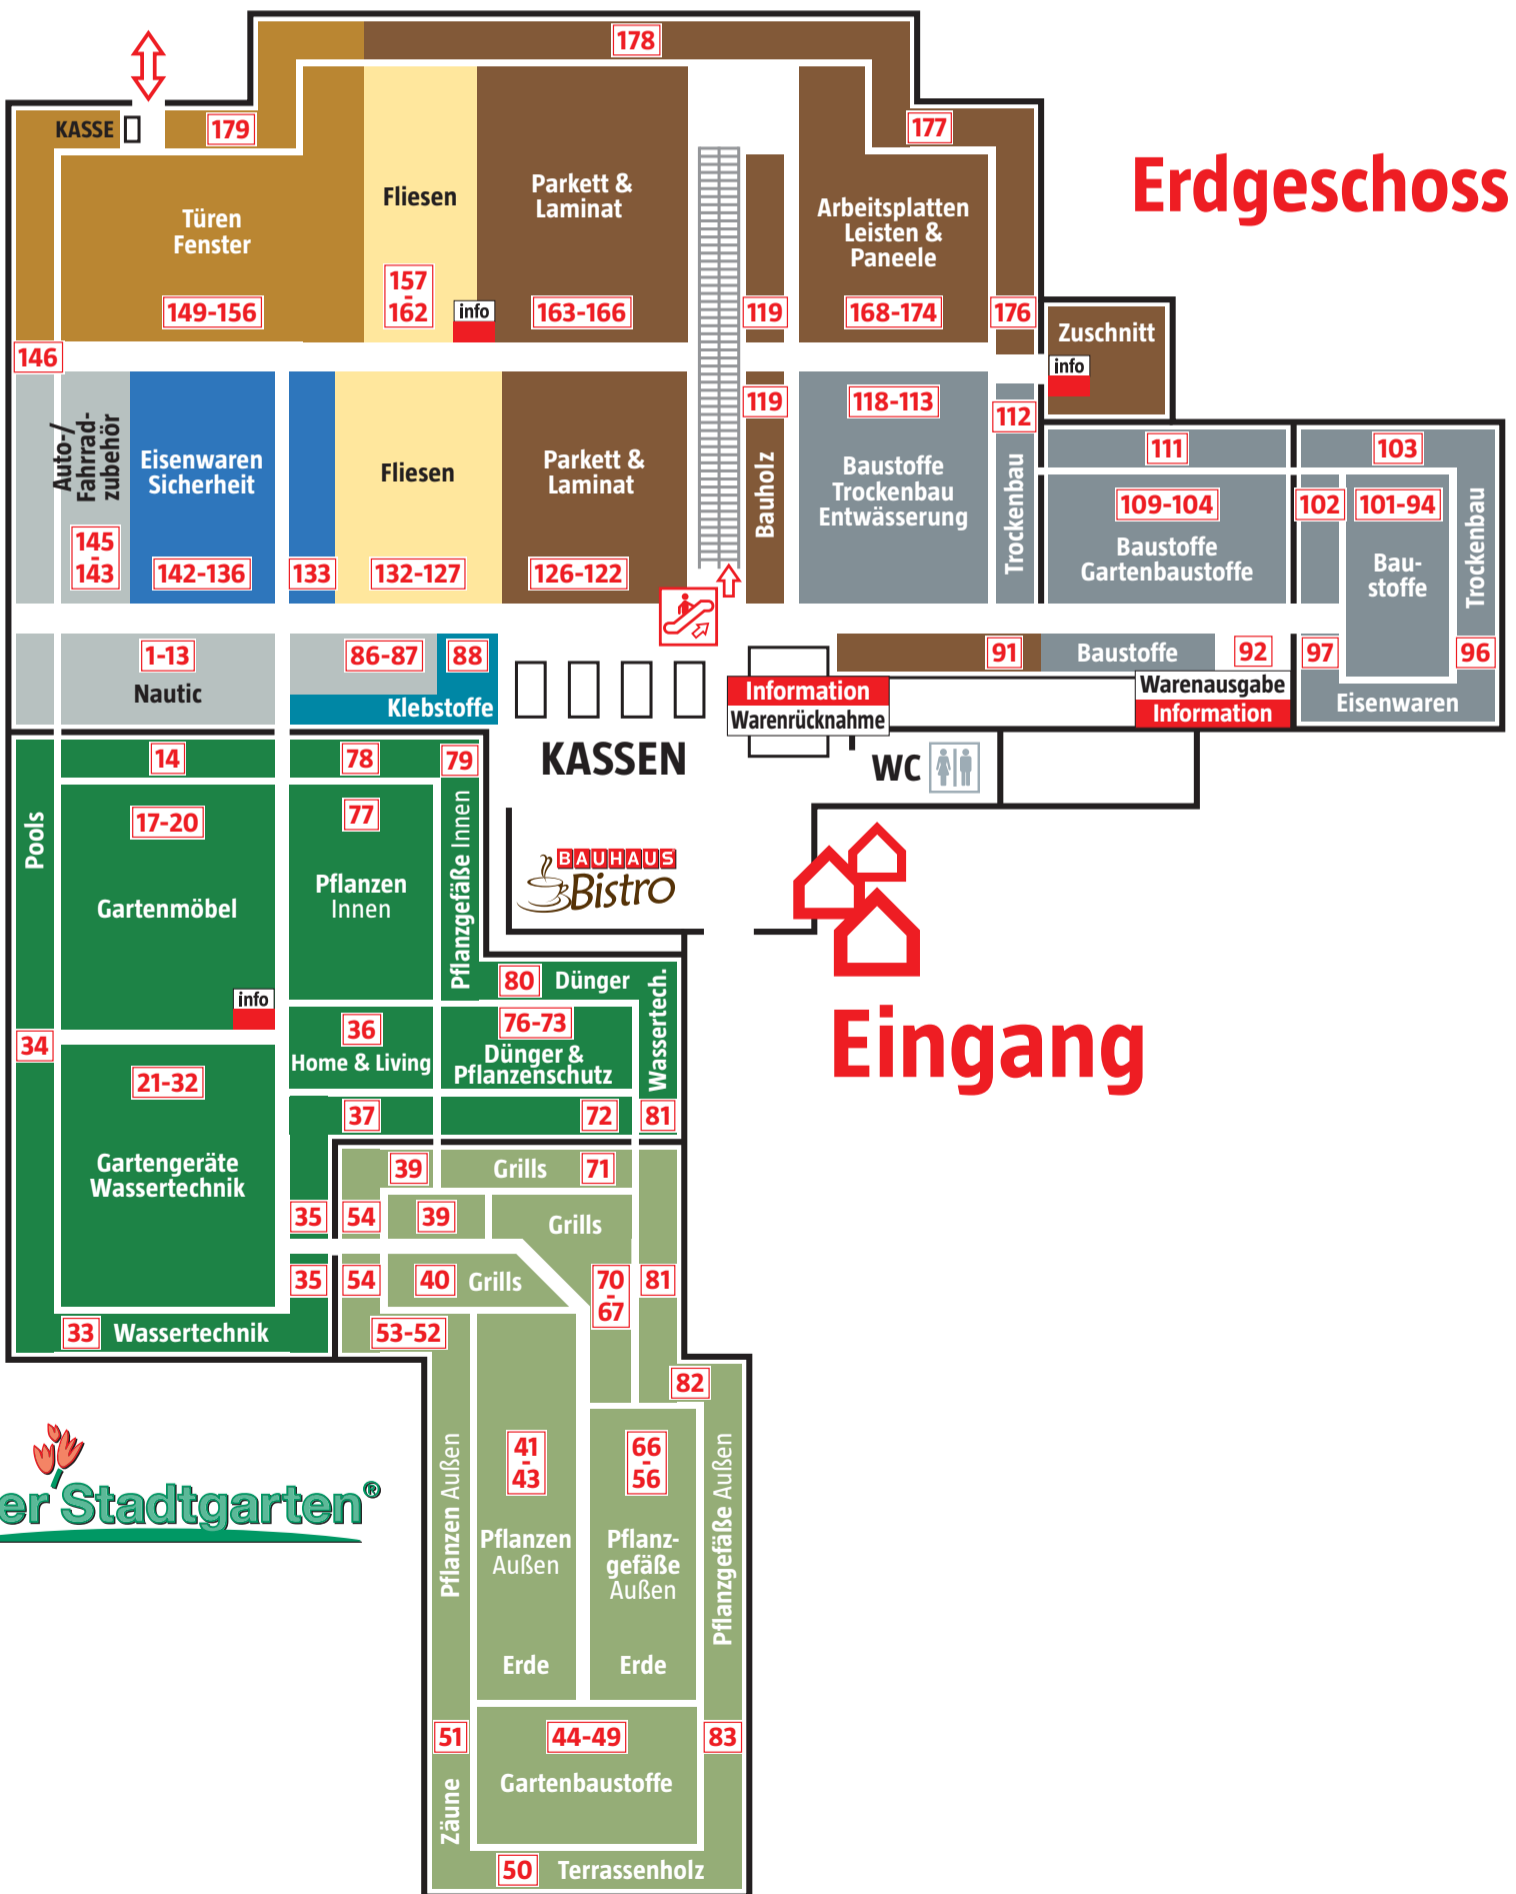 Erdgeschoss
178
KASSE
179
177
Türen
Fenster
149-156
Fliesen
157
-
162
info
Parkett &
Laminat
163-166
119
Arbeitsplatten
Leisten &
Paneele
168-174
176
Zuschnitt
info
146
Auto-/
Fahrrad-
zubehör
145
-
143
Eisenwaren
Sicherheit
142-136
133
Fliesen
132-127
Parkett &
Laminat
126-122
119
Bauholz
118-113
Baustoffe
Trockenbau
Entwässerung
112
Trockenbau
111
109-104
Baustoffe
Gartenbaustoffe
103
102
101-94
Bau-
stoffe
Trockenbau
1-13
Nautic
86-87
88
Klebstoffe
91
Baustoffe
92
97
96
Eisenwaren
Information
Warenrücknahme
Warenausgabe
Information
KASSEN
WC
BAUHAUS
Bistro
Eingang
14
78
79
Pools
17-20
Gartenmöbel
info
77
Pflanzen
Innen
Pflanzgefäße Innen
80 Dünger
Wassertech.
34
36
Home & Living
76-73
Dünger &
Pflanzenschutz
21-32
Gartengeräte
Wassertechnik
37
72
81
39
Grills
71
35
54
39
Grills
35
54
40
Grills
70
-
67
81
33 Wassertechnik
53-52
82
er Stadtgarten®
Pflanzen Außen
41
-
43
Pflanzen
Außen
Erde
66
-
56
Pflanz-
gefäße
Außen
Erde
Pflanzgefäße Außen
51
44-49
Gartenbaustoffe
83
Zäune
50 Terrassenholz